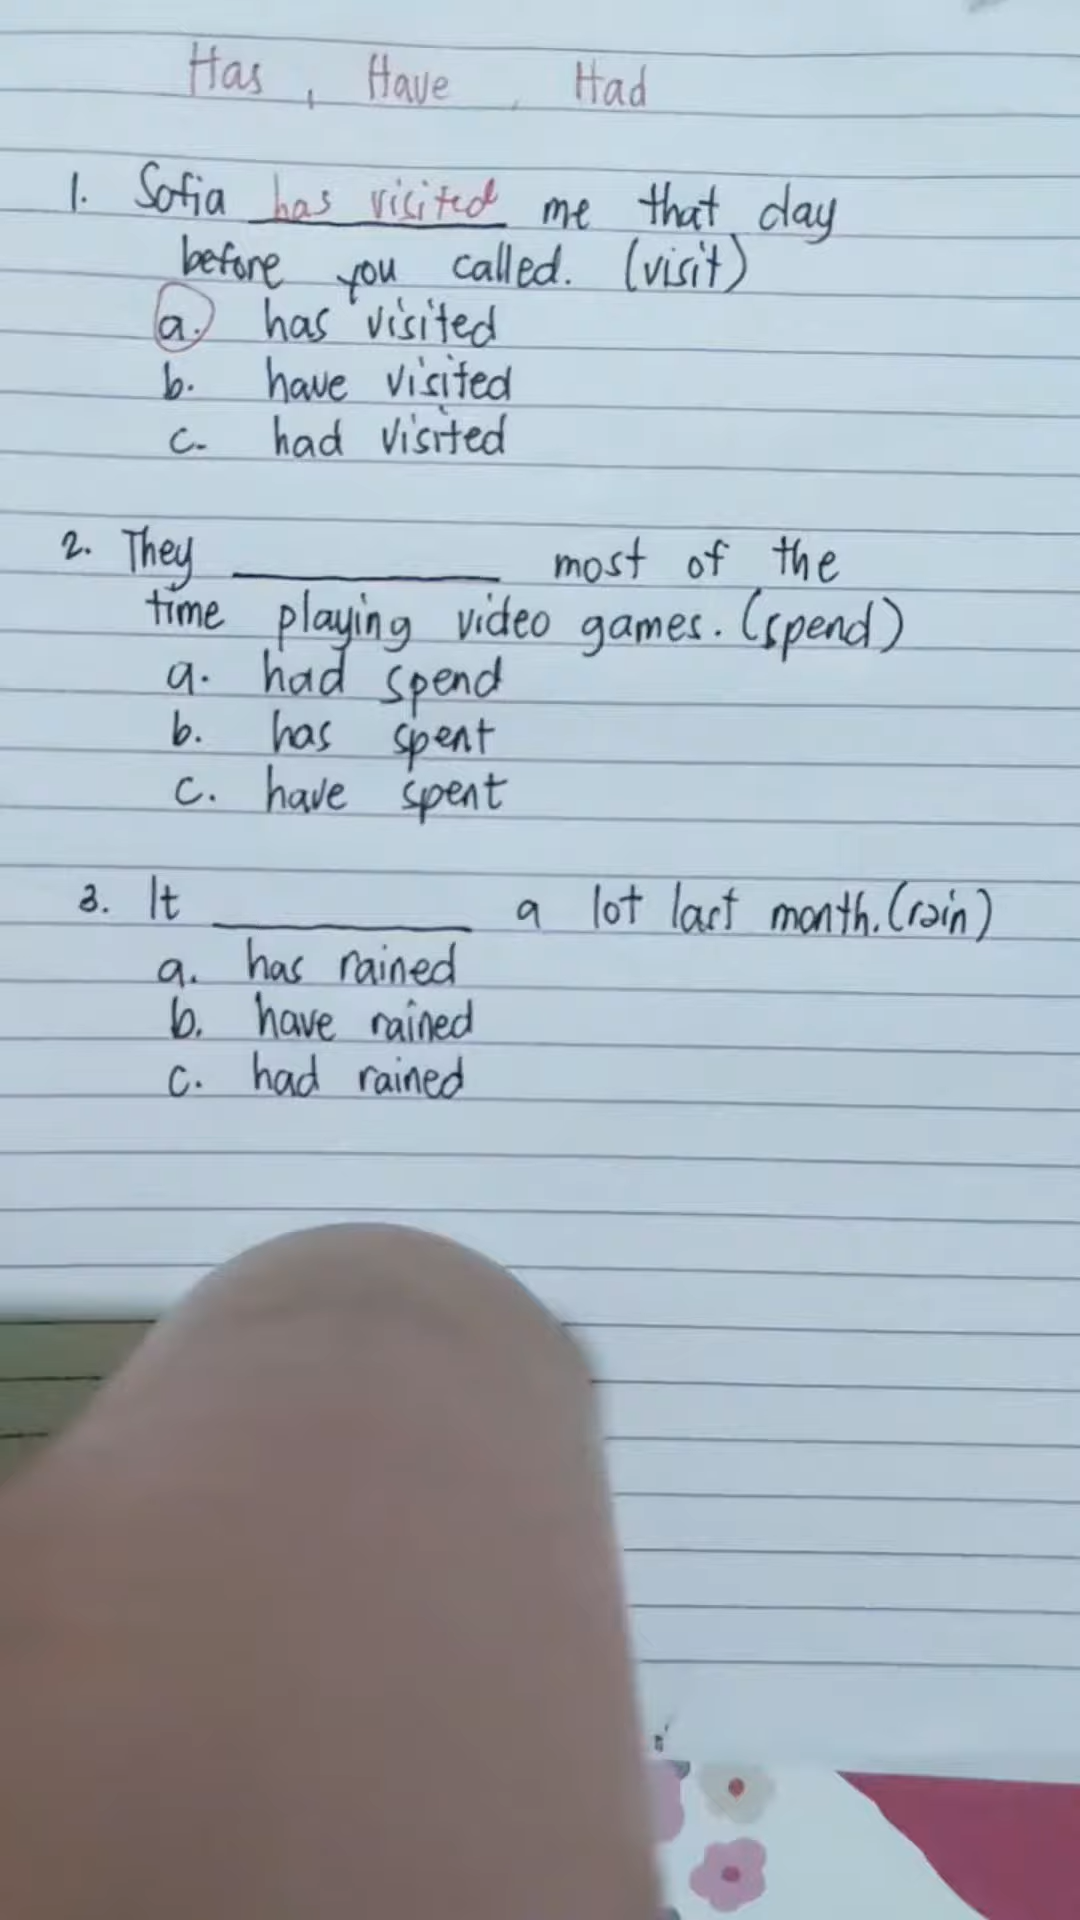 Has, Have, Had
1. Sofia has visited me that day
before you called. (visit)
a. has visited
b. have visited
c. had visited
2. They __________ most of the
time playing video games. (spend)
a. had spend
b. has spent
c. have spent
3. It __________ a lot last month. (rain)
a. has rained
b. have rained
c. had rained